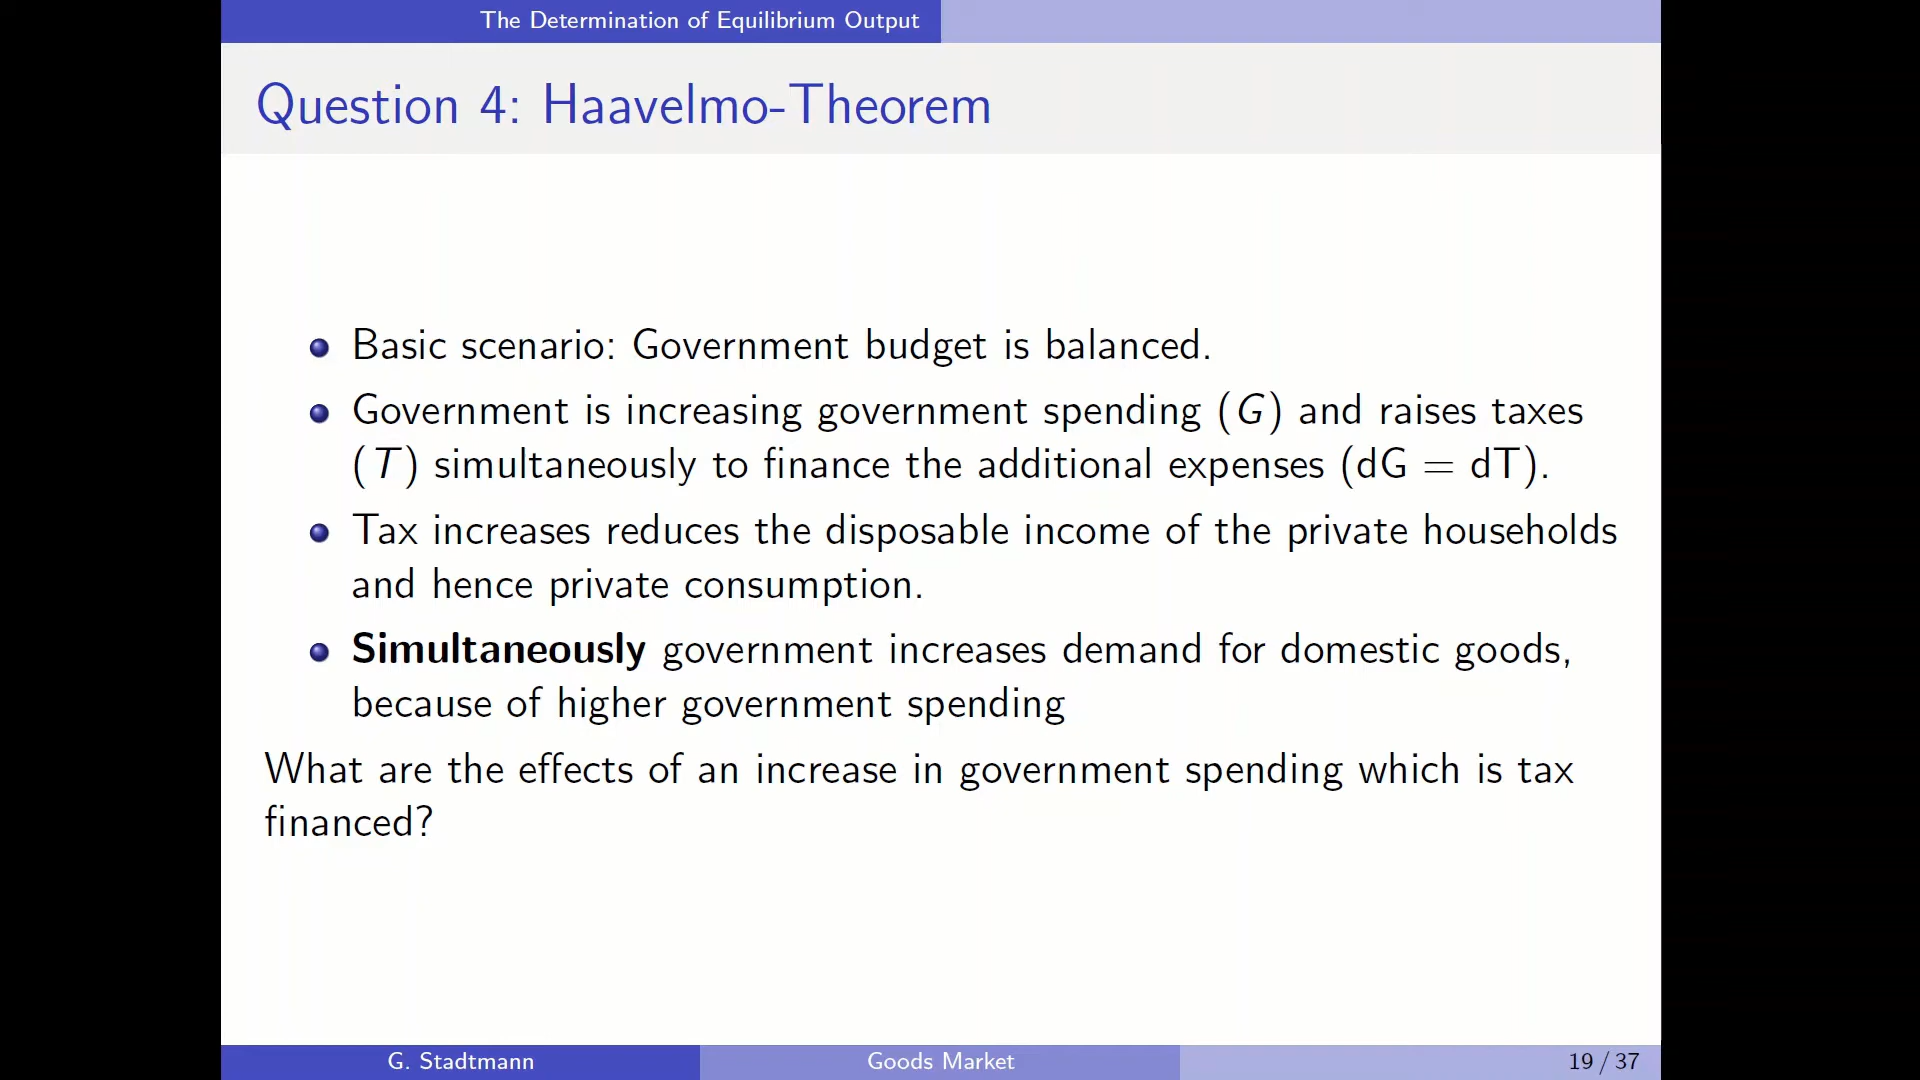 The Determination of Equilibrium Output
Question 4: Haavelmo-Theorem
Basic scenario: Government budget is balanced.
Government is increasing government spending (G) and raises taxes
(T) simultaneously to finance the additional expenses (dG = dT).
Tax increases reduces the disposable income of the private households
and hence private consumption.
Simultaneously government increases demand for domestic goods,
because of higher government spending
What are the effects of an increase in government spending which is tax
financed?
G. Stadtmann
Goods Market
19 / 37